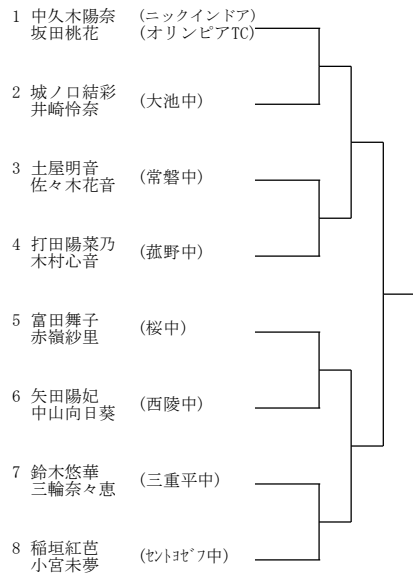 1 中久木陽奈 (ニックインドア)
坂田桃花 (オリンピアTC)
2 城ノ口結彩
井崎怜奈 (大池中)
3 土屋明音
佐々木花音 (常磐中)
4 打田陽菜乃
木村心音 (菰野中)
5 富田舞子
赤嶺紗里 (桜中)
6 矢田陽妃
中山向日葵 (西陵中)
7 鈴木悠華
三輪奈々恵 (三重平中)
8 稲垣紅芭
小宮未夢 (ｾﾝﾄﾖｾﾞﾌ中)